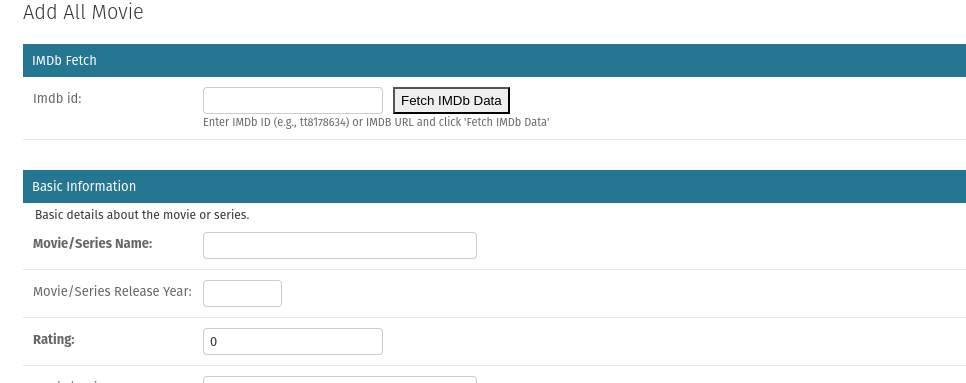 Add All Movie
IMDb Fetch
Imdb id:
Fetch IMDb Data
Enter IMDb ID (e.g., tt8178634) or IMDB URL and click 'Fetch IMDb Data'
Basic Information
Basic details about the movie or series.
Movie/Series Name:
Movie/Series Release Year:
Rating:
0